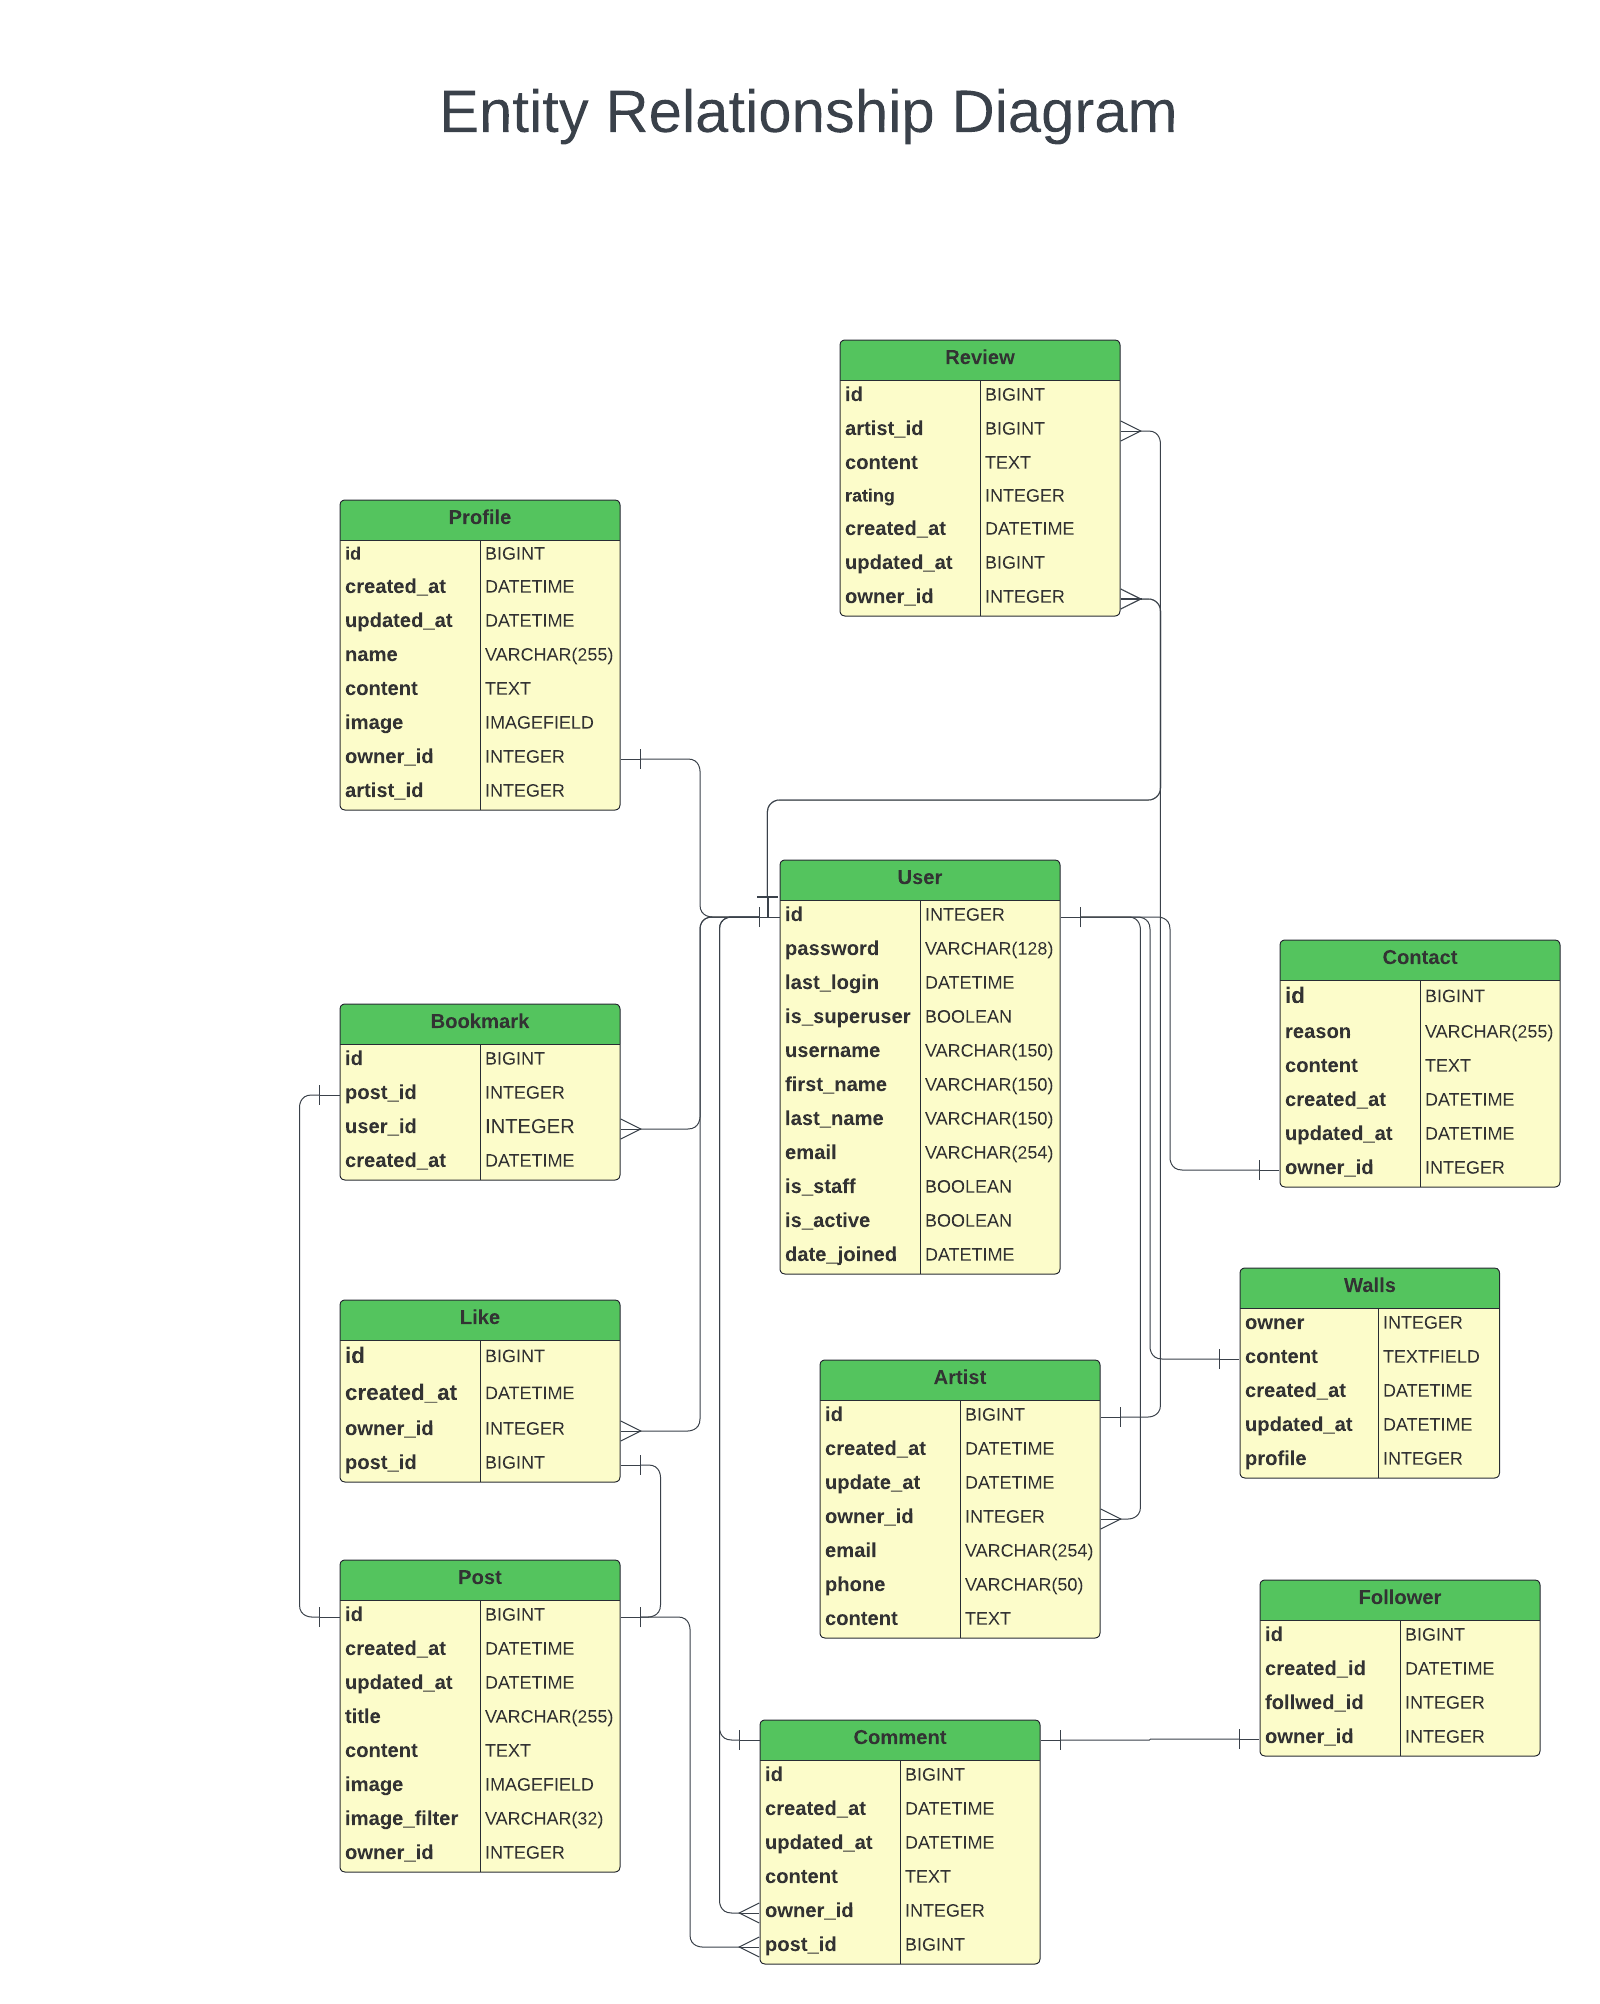 Entity Relationship Diagram
Review
id BIGINT
artist_id BIGINT
content TEXT
rating INTEGER
created_at DATETIME
updated_at BIGINT
owner_id INTEGER
Profile
id BIGINT
created_at DATETIME
updated_at DATETIME
name VARCHAR(255)
content TEXT
image IMAGEFIELD
owner_id INTEGER
artist_id INTEGER
User
id INTEGER
password VARCHAR(128)
last_login DATETIME
is_superuser BOOLEAN
username VARCHAR(150)
first_name VARCHAR(150)
last_name VARCHAR(150)
email VARCHAR(254)
is_staff BOOLEAN
is_active BOOLEAN
date_joined DATETIME
Contact
id BIGINT
reason VARCHAR(255)
content TEXT
created_at DATETIME
updated_at DATETIME
owner_id INTEGER
Bookmark
id BIGINT
post_id INTEGER
user_id INTEGER
created_at DATETIME
Walls
owner INTEGER
content TEXTFIELD
created_at DATETIME
updated_at DATETIME
profile INTEGER
Like
id BIGINT
created_at DATETIME
owner_id INTEGER
post_id BIGINT
Artist
id BIGINT
created_at DATETIME
update_at DATETIME
owner_id INTEGER
email VARCHAR(254)
phone VARCHAR(50)
content TEXT
Post
id BIGINT
created_at DATETIME
updated_at DATETIME
title VARCHAR(255)
content TEXT
image IMAGEFIELD
image_filter VARCHAR(32)
owner_id INTEGER
Follower
id BIGINT
created_id DATETIME
follwed_id INTEGER
owner_id INTEGER
Comment
id BIGINT
created_at DATETIME
updated_at DATETIME
content TEXT
owner_id INTEGER
post_id BIGINT